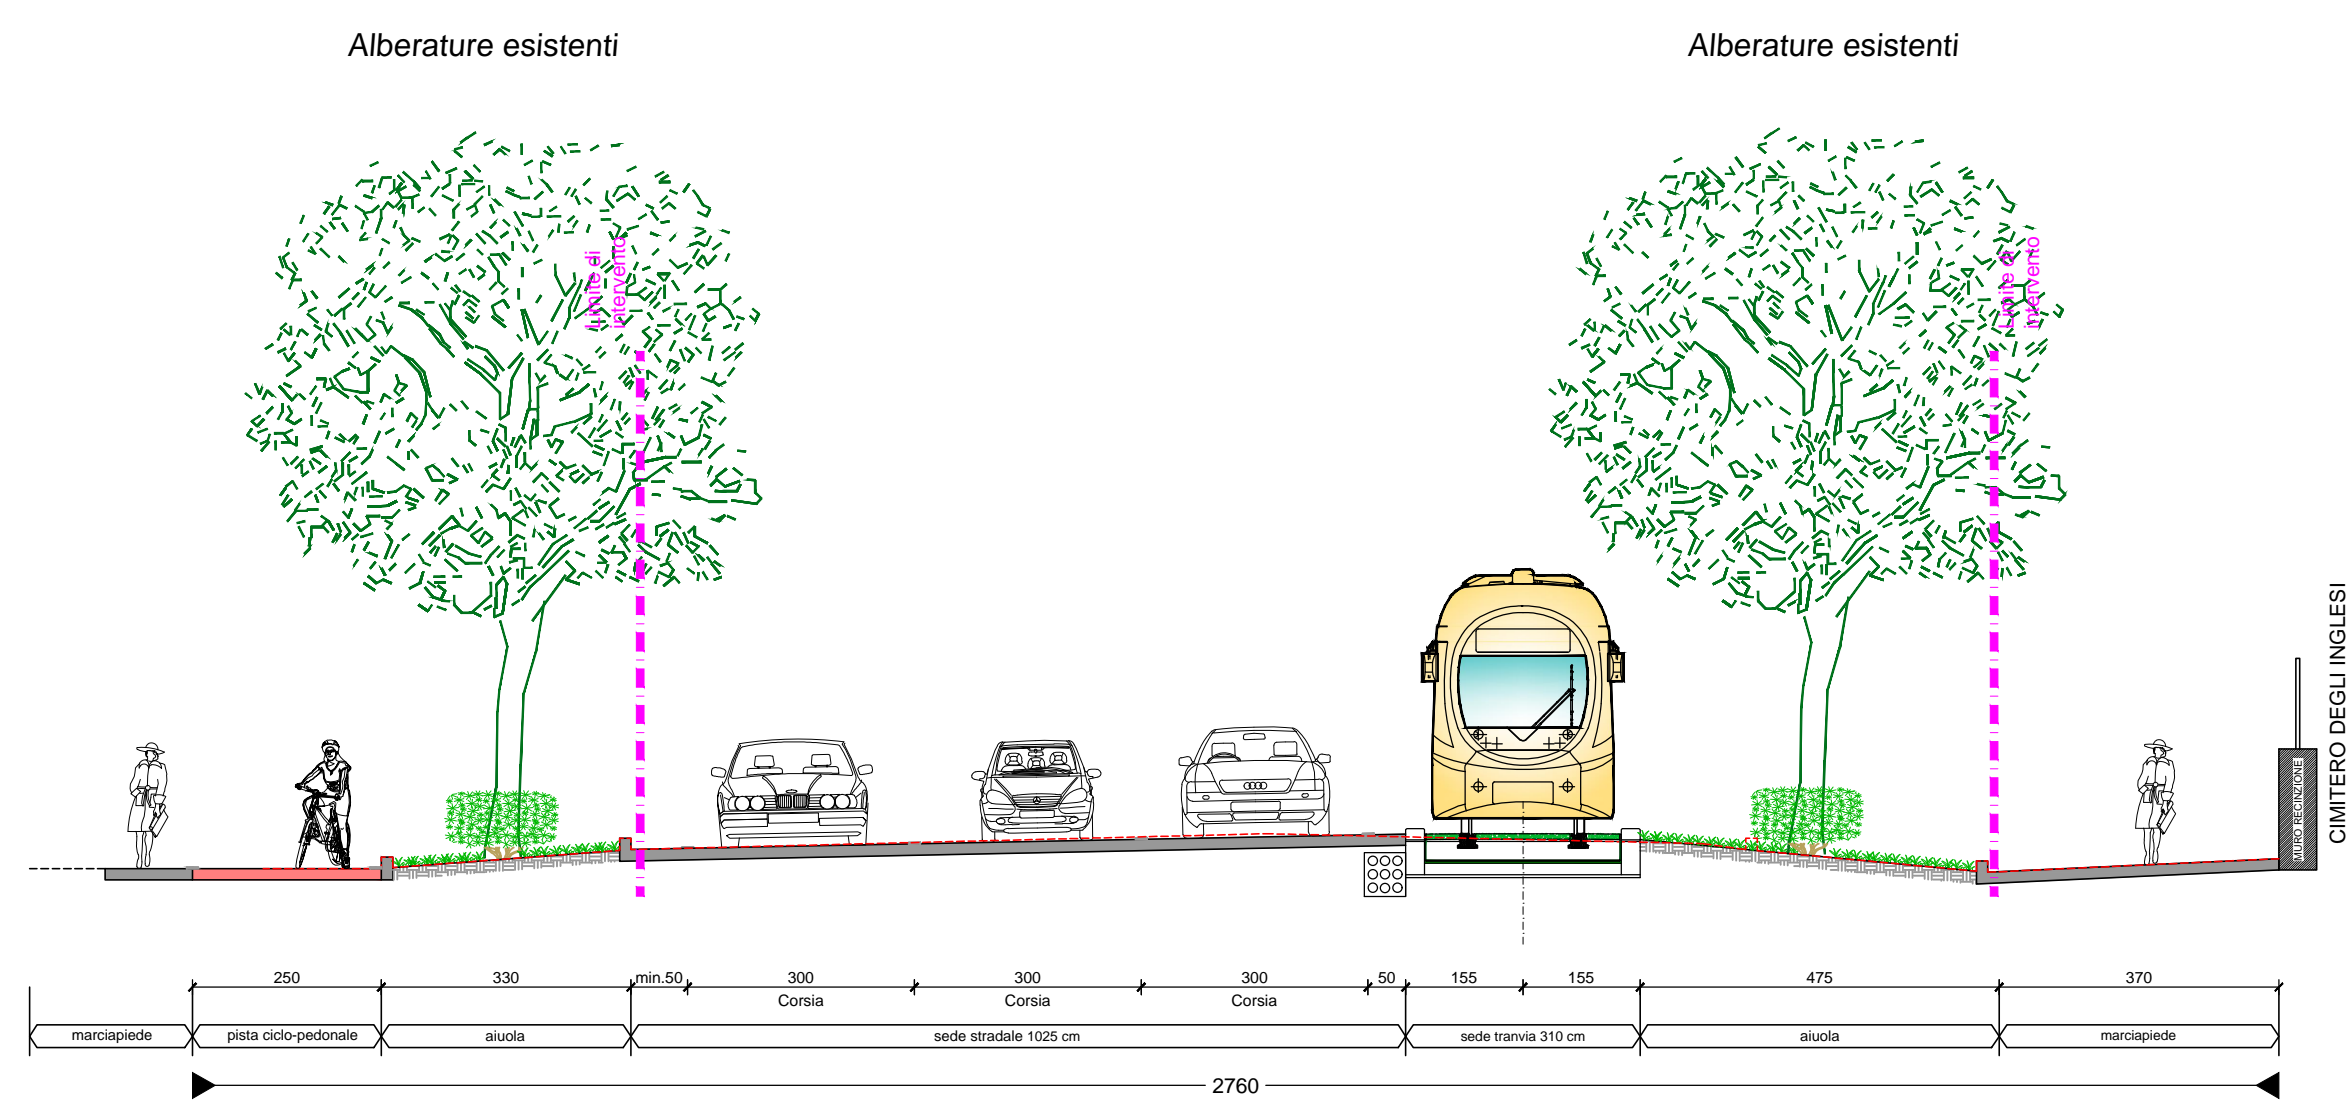 Alberature esistenti
Alberature esistenti
Limite di
intervento
Limite di
intervento
CIMITERO DEGLI INGLESI
MURO RECINZIONE
250
330
min.50
300
300
300
50
155
155
475
370
Corsia
Corsia
Corsia
marciapiede
pista ciclo-pedonale
aiuola
sede stradale 1025 cm
sede tranvia 310 cm
aiuola
marciapiede
2760